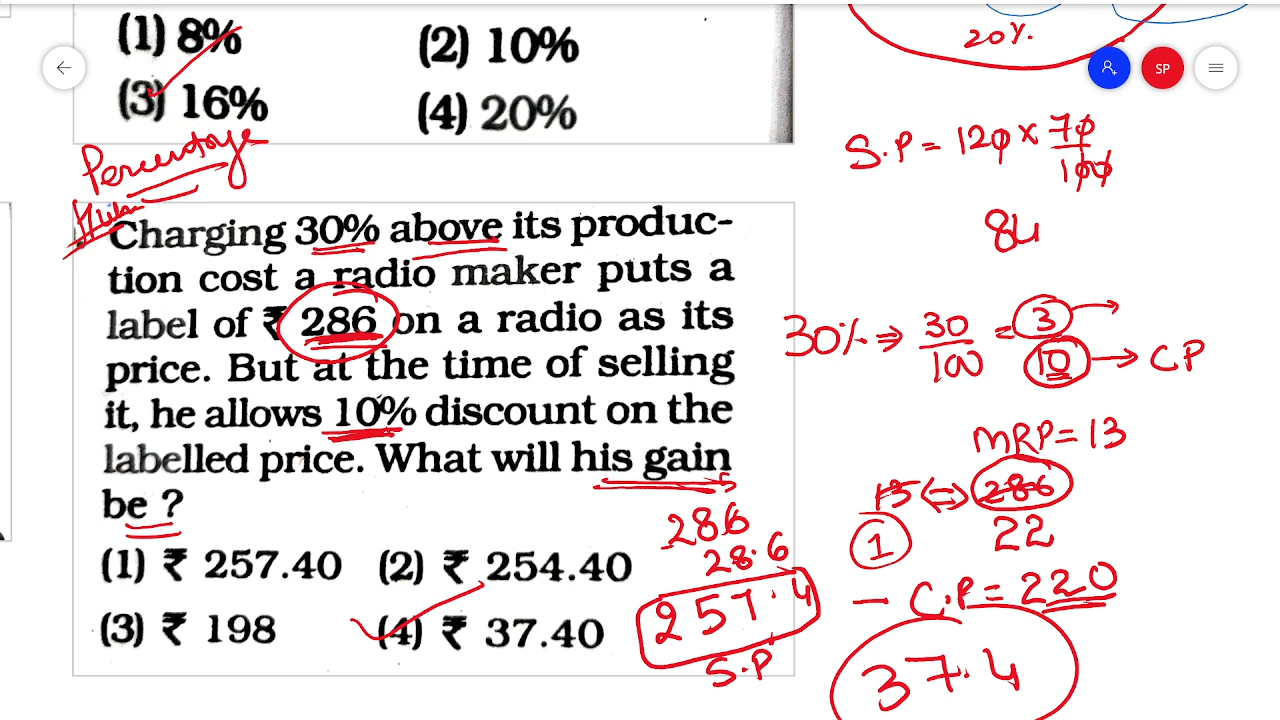 (1) 8% (2) 10%
(3) 16% (4) 20%
Percentage
Charging 30% above its produc-
tion cost a radio maker puts a
label of ₹ 286 on a radio as its
price. But at the time of selling
it, he allows 10% discount on the
labelled price. What will his gain
be ?
(1) ₹ 257.40 (2) ₹ 254.40
(3) ₹ 198 (4) ₹ 37.40
286
28.6
257.4
S.P
20%.
SP
S.P = 120 × 70/100
84
30% ⇒ 30/100 = 3/10 → CP
MRP = 13
13 ⇔ 286
1 22
- C.P = 220
37.4